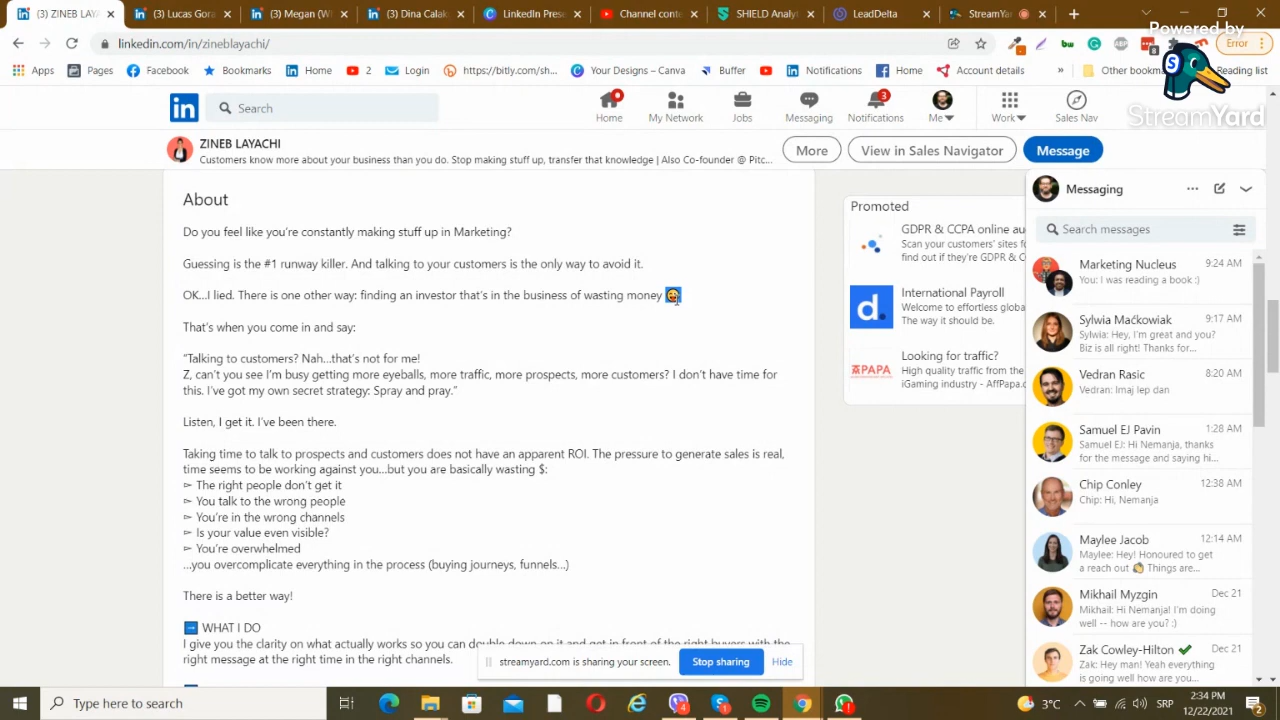 (3) ZINEB LAYA
(3) Lucas Gora
(3) Megan (Wi
(3) Dina Calak
LinkedIn Prese
Channel conte
SHIELD Analyt
LeadDelta
StreamYar
Powered by
StreamYard
linkedin.com/in/zineblayachi/
Error
Apps
Pages
Facebook
Bookmarks
Home
2
Login
https://bitly.com/sh...
Your Designs – Canva
Buffer
Notifications
Home
Account details
»
Other bookma
Reading list
in
Search
Home
My Network
Jobs
Messaging
3
Notifications
Me
Work
Sales Nav
ZINEB LAYACHI
Customers know more about your business than you do. Stop making stuff up, transfer that knowledge | Also Co-founder @ Pitc...
More
View in Sales Navigator
Message
About
Do you feel like you're constantly making stuff up in Marketing?
Guessing is the #1 runway killer. And talking to your customers is the only way to avoid it.
OK...I lied. There is one other way: finding an investor that's in the business of wasting money
That's when you come in and say:
"Talking to customers? Nah...that's not for me!
Z, can't you see I'm busy getting more eyeballs, more traffic, more prospects, more customers? I don't have time for
this. I've got my own secret strategy: Spray and pray."
Listen, I get it. I've been there.
Taking time to talk to prospects and customers does not have an apparent ROI. The pressure to generate sales is real,
time seems to be working against you...but you are basically wasting $:
➣ The right people don't get it
➣ You talk to the wrong people
➣ You're in the wrong channels
➣ Is your value even visible?
➣ You're overwhelmed
...you overcomplicate everything in the process (buying journeys, funnels...)
There is a better way!
➡ WHAT I DO
I give you the clarity on what actually works so you can double down on it and get in front of the right buyers with the
right message at the right time in the right channels.
Promoted
GDPR & CCPA online au
Scan your customers' sites f
find out if they're GDPR & C
International Payroll
Welcome to effortless globa
The way it should be.
Looking for traffic?
High quality traffic from the
iGaming industry - AffPapa.c
d.
PAPA
Messaging
Search messages
Marketing Nucleus
9:24 AM
You: I was reading a book :)
Sylwia Maćkowiak
9:17 AM
Sylwia: Hey, I'm great and you?
Biz is all right! Thanks for...
Vedran Rasic
8:20 AM
Vedran: Imaj lep dan
Samuel EJ Pavin
1:28 AM
Samuel EJ: Hi Nemanja, thanks
for the message and saying hi...
Chip Conley
12:38 AM
Chip: Hi, Nemanja
Maylee Jacob
12:14 AM
Maylee: Hey! Honoured to get
a reach out 👏 Things are...
Mikhail Myzgin
Dec 21
Mikhail: Hi Nemanja! I'm doing
well -- how are you? :)
Zak Cowley-Hilton ✔
Dec 21
Zak: Hey man! Yeah everything
is going well how are you...
streamyard.com is sharing your screen.
Stop sharing
Hide
Type here to search
3°C
SRP
2:34 PM
12/22/2021
2